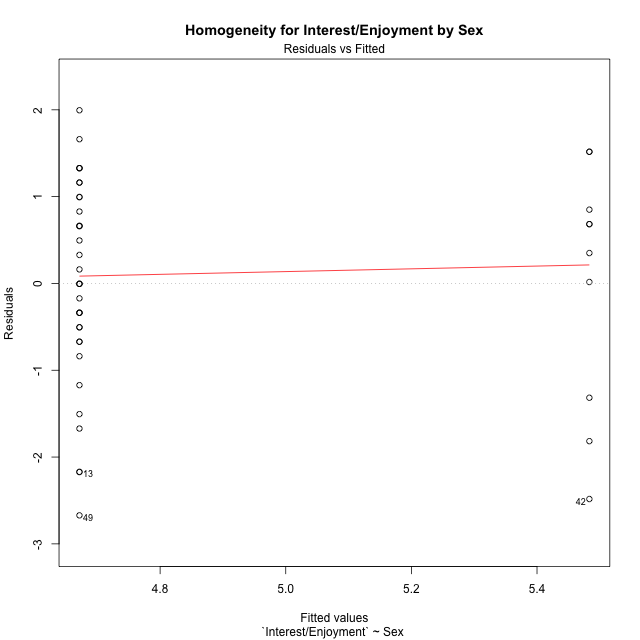 Homogeneity for Interest/Enjoyment by Sex
Residuals vs Fitted
2
1
0
-1
-2
-3
Residuals
13
49
42
4.8 5.0 5.2 5.4
Fitted values
`Interest/Enjoyment` ~ Sex